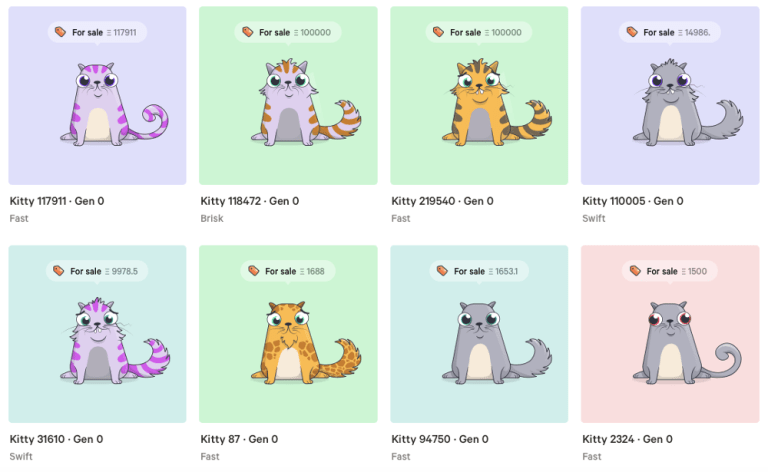 For sale Ξ 117911
For sale Ξ 100000
For sale Ξ 100000
For sale Ξ 14986.
Kitty 117911 · Gen 0
Kitty 118472 · Gen 0
Kitty 219540 · Gen 0
Kitty 110005 · Gen 0
Fast
Brisk
Fast
Swift
For sale Ξ 9978.5
For sale Ξ 1688
For sale Ξ 1653.1
For sale Ξ 1500
Kitty 31610 · Gen 0
Kitty 87 · Gen 0
Kitty 94750 · Gen 0
Kitty 2324 · Gen 0
Swift
Fast
Fast
Fast